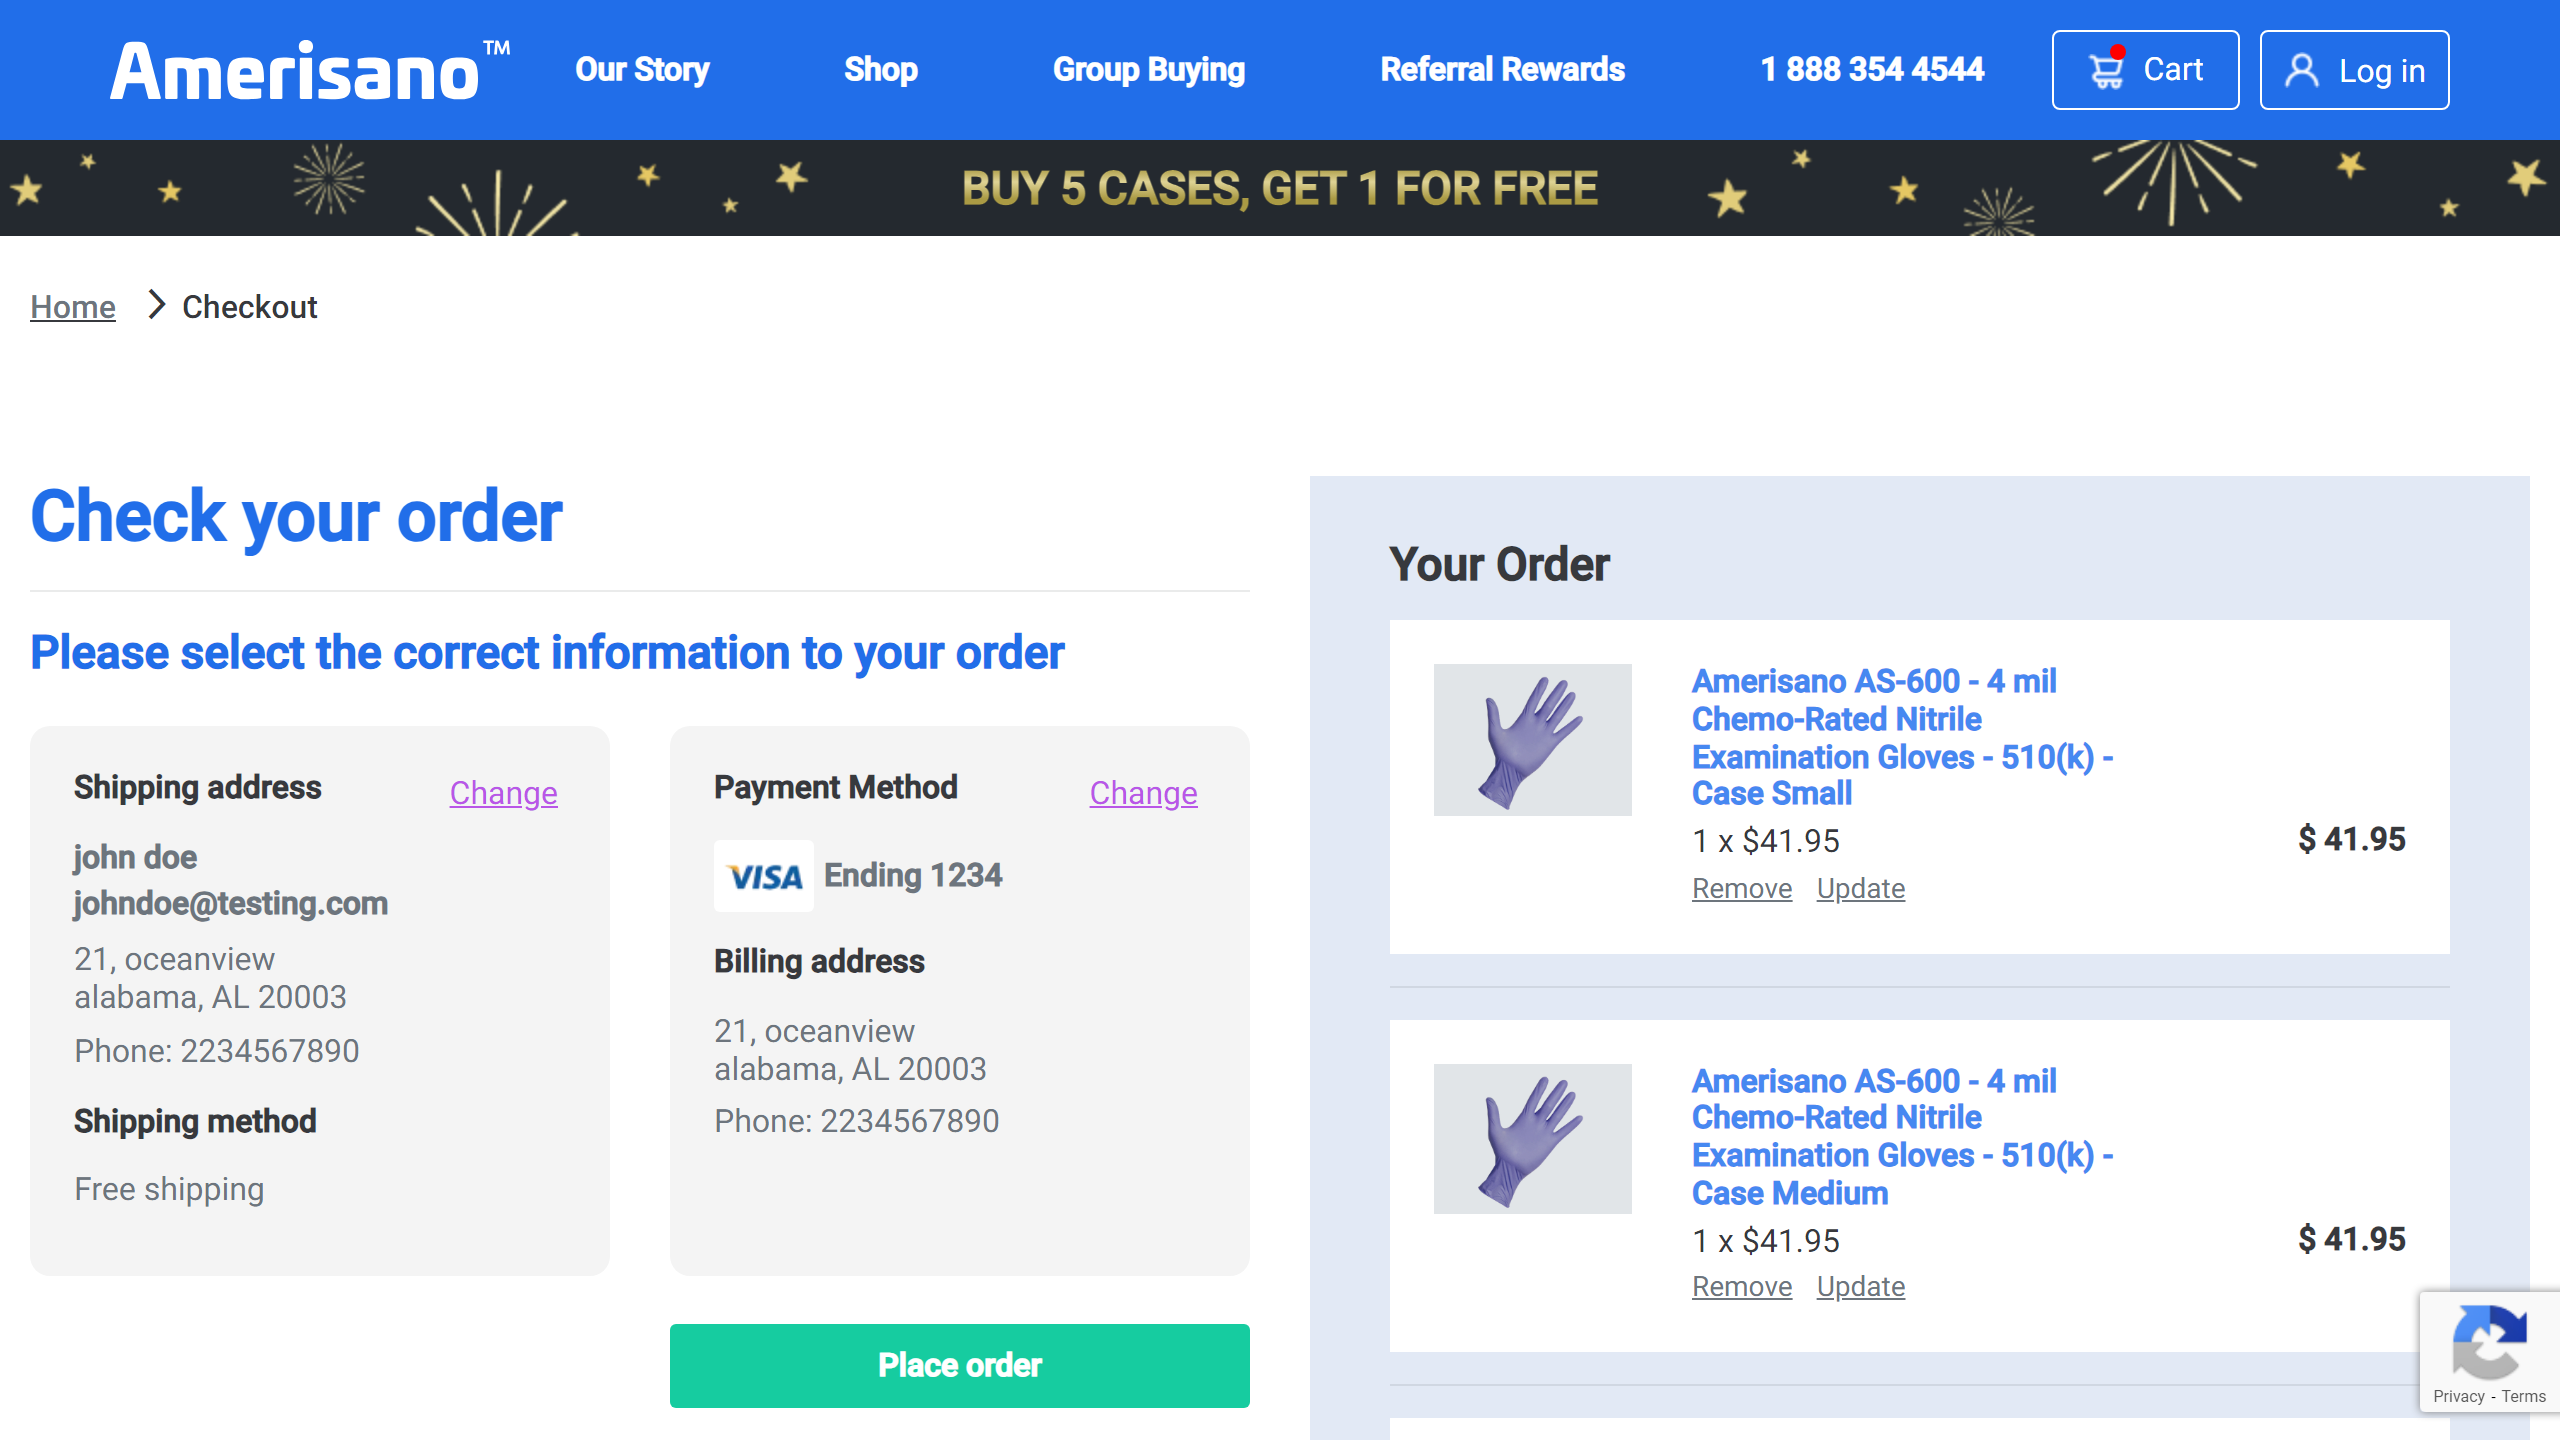 Amerisano™
Our Story
Shop
Group Buying
Referral Rewards
1 888 354 4544
Cart
Log in
BUY 5 CASES, GET 1 FOR FREE
Home
Checkout
Check your order
Please select the correct information to your order
Shipping address
Change
john doe
johndoe@testing.com
21, oceanview
alabama, AL 20003
Phone: 2234567890
Shipping method
Free shipping
Payment Method
Change
VISA
Ending 1234
Billing address
21, oceanview
alabama, AL 20003
Phone: 2234567890
Place order
Your Order
Amerisano AS-600 - 4 mil
Chemo-Rated Nitrile
Examination Gloves - 510(k) -
Case Small
1 x $41.95
$ 41.95
Remove
Update
Amerisano AS-600 - 4 mil
Chemo-Rated Nitrile
Examination Gloves - 510(k) -
Case Medium
1 x $41.95
$ 41.95
Remove
Update
Privacy - Terms